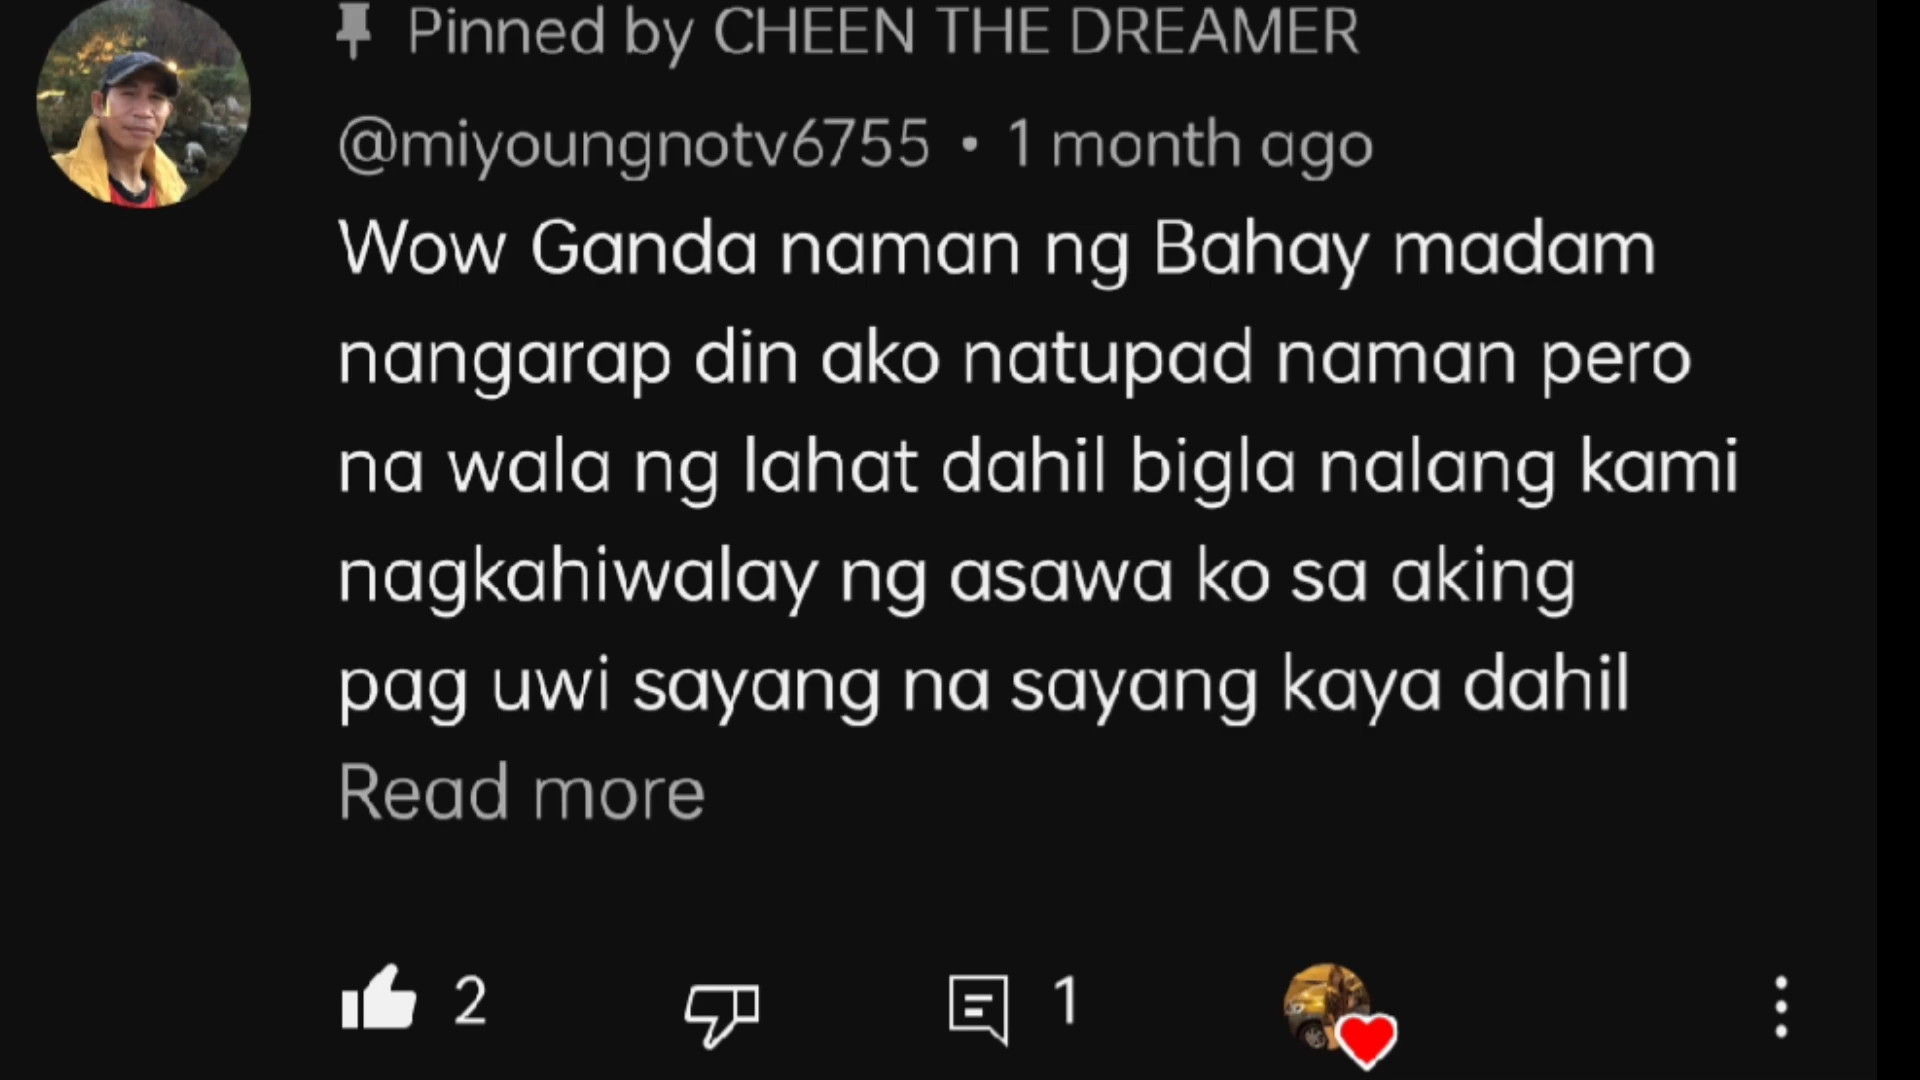 Pinned by CHEEN THE DREAMER
@miyoungnotv6755 • 1 month ago
Wow Ganda naman ng Bahay madam
nangarap din ako natupad naman pero
na wala ng lahat dahil bigla nalang kami
nagkahiwalay ng asawa ko sa aking
pag uwi sayang na sayang kaya dahil
Read more
2
1